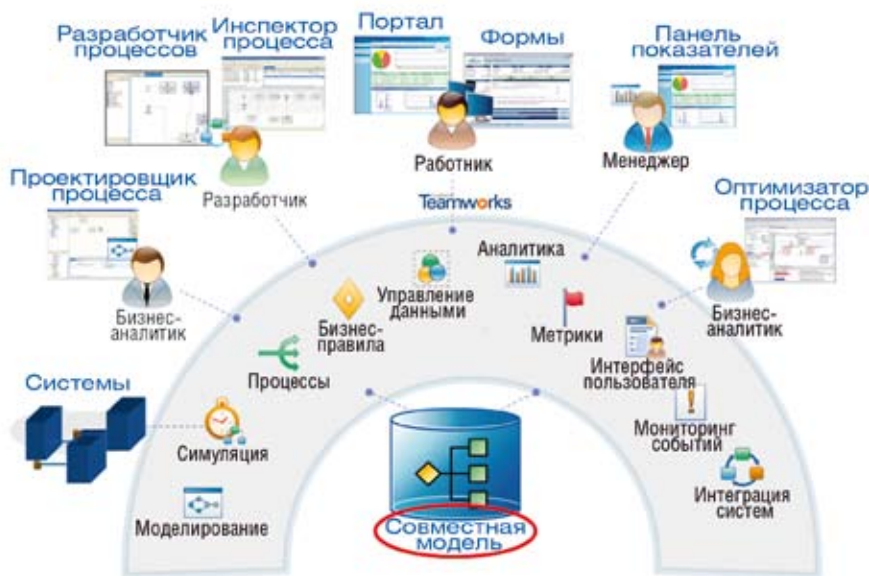 Разработчик
процессов
Инспектор
процесса
Портал
Формы
Панель
показателей
Разработчик
Работник
Менеджер
Проектировщик
процесса
Бизнес-
аналитик
Teamworks
Оптимизатор
процесса
Бизнес-
аналитик
Аналитика
Управление
данными
Бизнес-
правила
Метрики
Процессы
Интерфейс
пользователя
Системы
Симуляция
Мониторинг
событий
Моделирование
Интеграция
систем
Совместная
модель